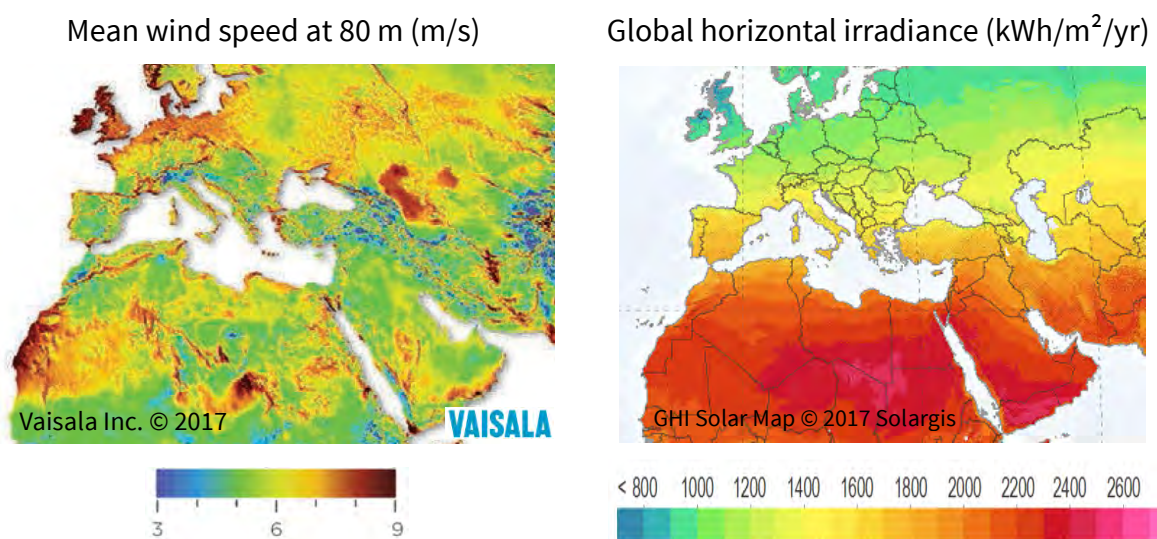 Mean wind speed at 80 m (m/s)
Vaisala Inc. © 2017
VAISALA
3 6 9
Global horizontal irradiance (kWh/m²/yr)
GHI Solar Map © 2017 Solargis
< 800 1000 1200 1400 1600 1800 2000 2200 2400 2600